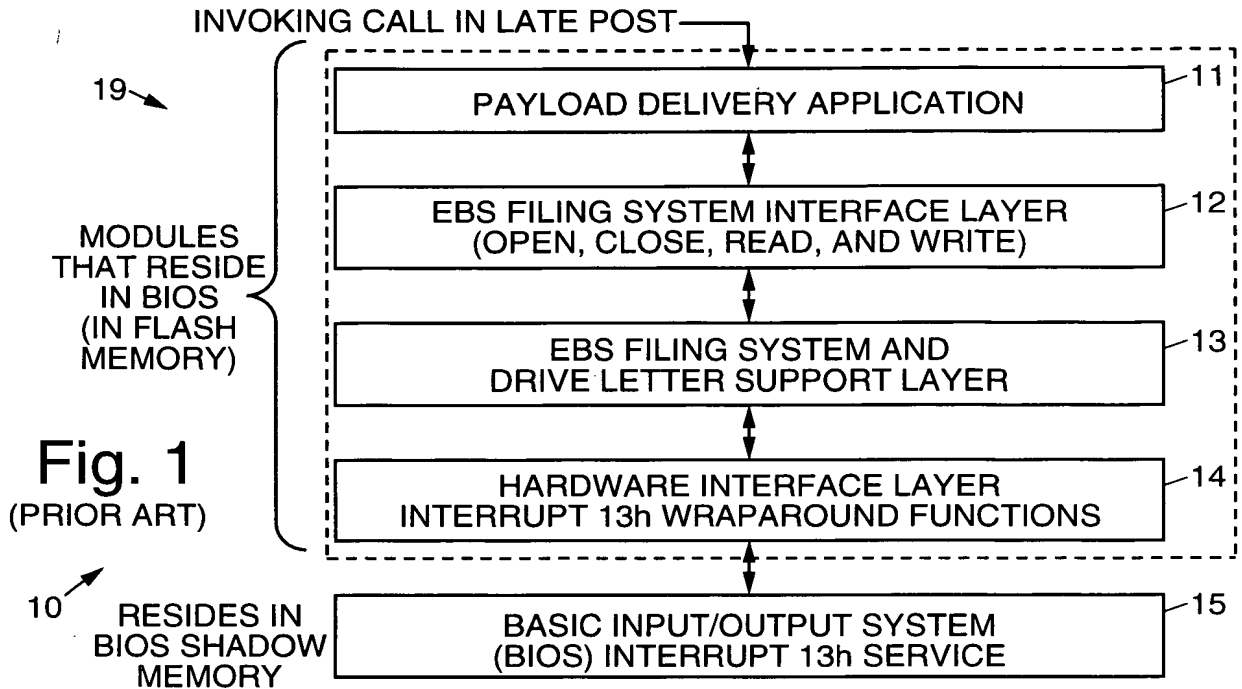 INVOKING CALL IN LATE POST
19
11
PAYLOAD DELIVERY APPLICATION
12
EBS FILING SYSTEM INTERFACE LAYER
(OPEN, CLOSE, READ, AND WRITE)
MODULES
THAT RESIDE
IN BIOS
(IN FLASH
MEMORY)
13
EBS FILING SYSTEM AND
DRIVE LETTER SUPPORT LAYER
Fig. 1
(PRIOR ART)
14
HARDWARE INTERFACE LAYER
INTERRUPT 13h WRAPAROUND FUNCTIONS
10
RESIDES IN
BIOS SHADOW
MEMORY
15
BASIC INPUT/OUTPUT SYSTEM
(BIOS) INTERRUPT 13h SERVICE